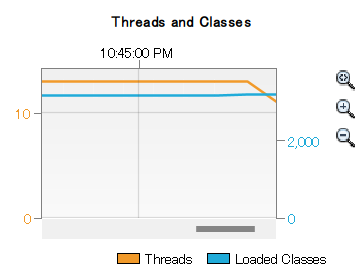 Threads and Classes
10:45:00 PM
10
2,000
0
0
Threads
Loaded Classes